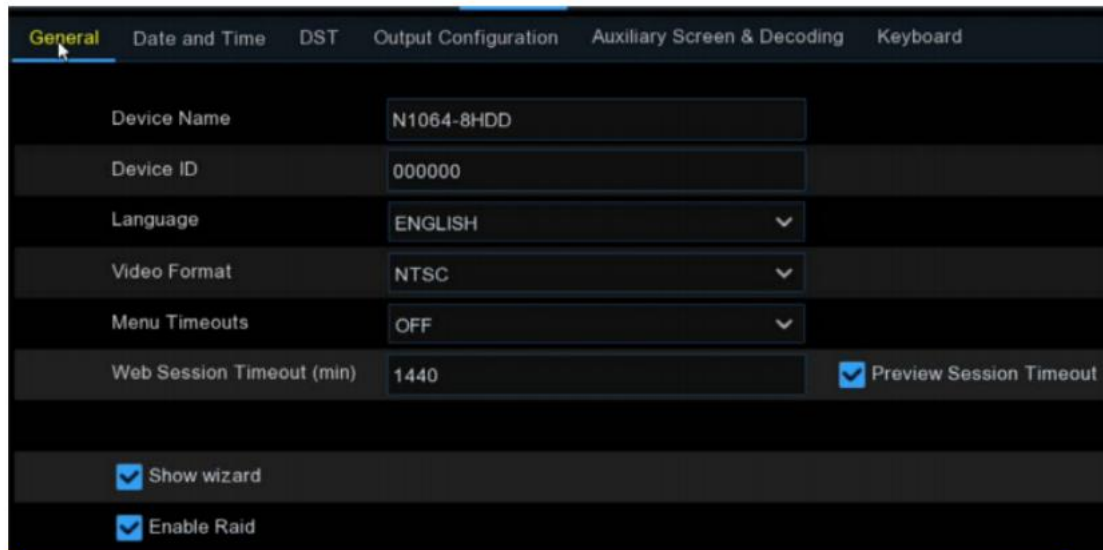 General Date and Time DST Output Configuration Auxiliary Screen & Decoding Keyboard
Device Name N1064-8HDD
Device ID 000000
Language ENGLISH
Video Format NTSC
Menu Timeouts OFF
Web Session Timeout (min) 1440 Preview Session Timeout
Show wizard
Enable Raid